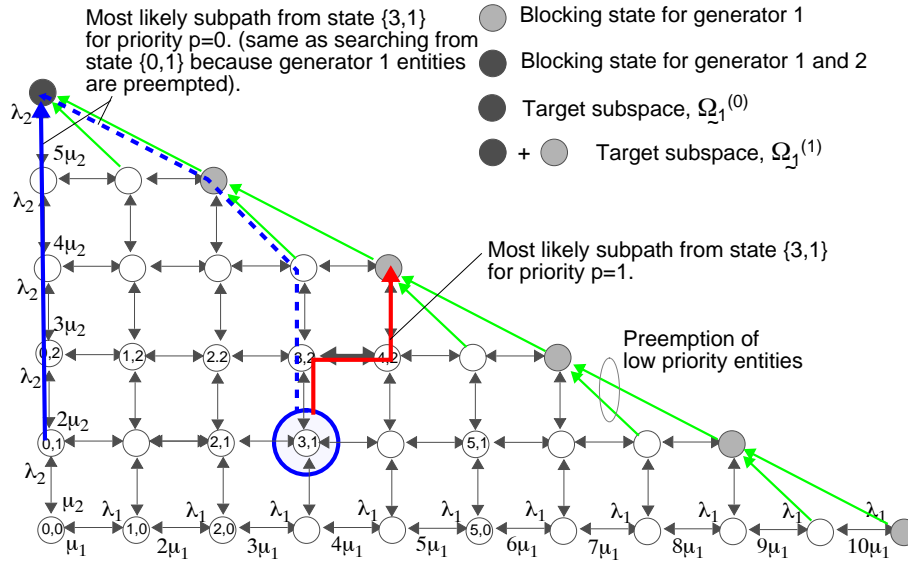 Most likely subpath from state {3,1}
for priority p=0. (same as searching from
state {0,1} because generator 1 entities
are preempted).
Blocking state for generator 1
Blocking state for generator 1 and 2
Target subspace, Ω1(0)
+ Target subspace, Ω1(1)
λ2
5μ2
λ2
4μ2
λ2
Most likely subpath from state {3,1}
for priority p=1.
3μ2
0,2 1,2 2.2 3,2 4,2
λ2
Preemption of
low priority entities
2μ2
0,1 2,1 3,1 5,1
λ2
μ2 λ1 λ1 λ1 λ1 λ1 λ1 λ1 λ1 λ1 λ1
0,0 1,0 2,0 5,0
μ1 2μ1 3μ1 4μ1 5μ1 6μ1 7μ1 8μ1 9μ1 10μ1